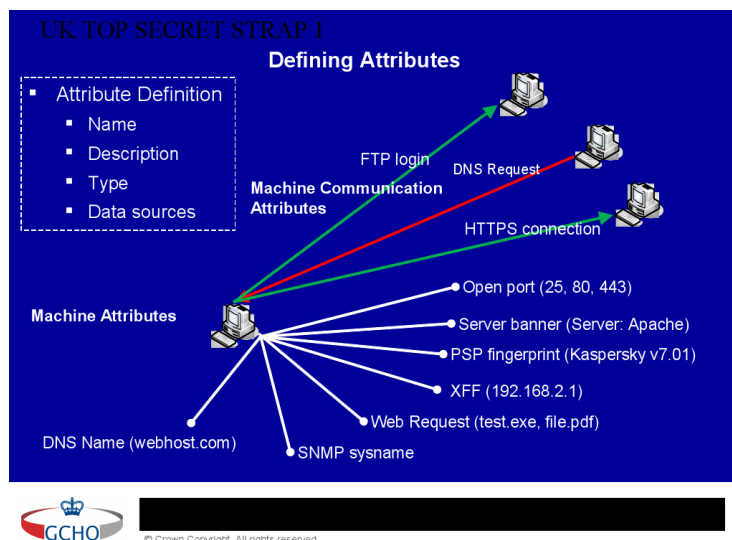 UK TOP SECRET STRAP 1
Defining Attributes
Attribute Definition
Name
Description
Type
Data sources
FTP login
DNS Request
Machine Communication
Attributes
HTTPS connection
Open port (25, 80, 443)
Machine Attributes
Server banner (Server: Apache)
PSP fingerprint (Kaspersky v7.01)
XFF (192.168.2.1)
Web Request (test.exe, file.pdf)
DNS Name (webhost.com)
SNMP sysname
GCHQ
© Crown Copyright. All rights reserved